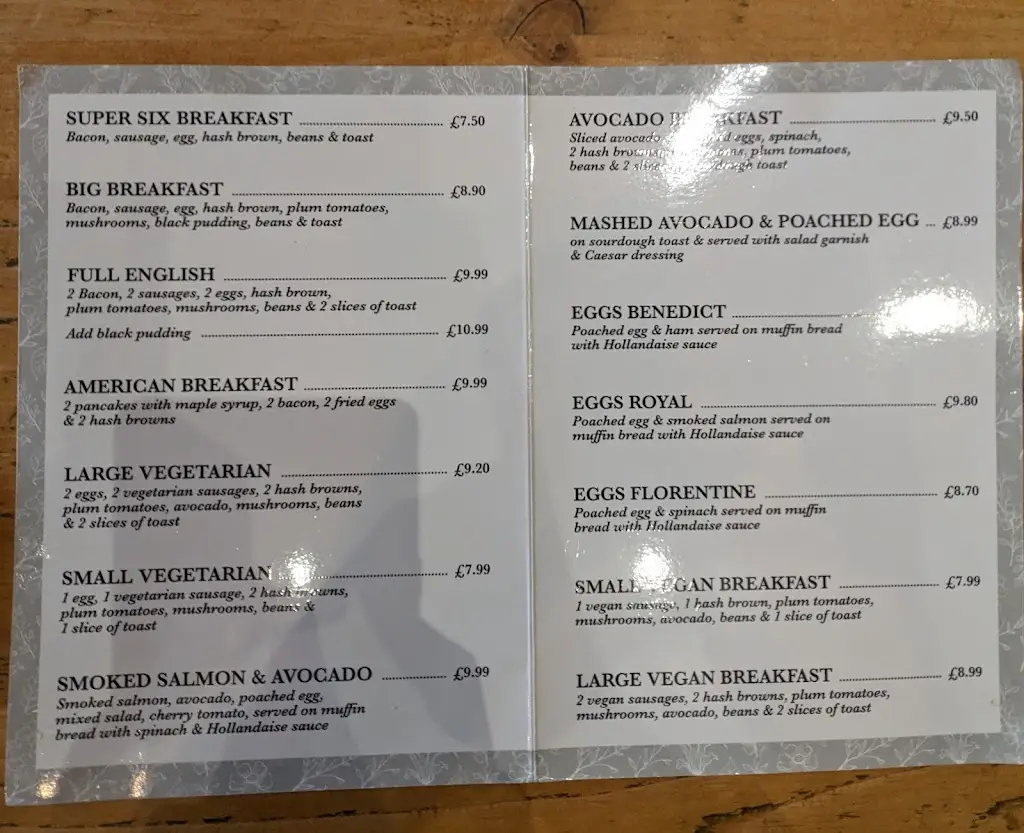 SUPER SIX BREAKFAST £7.50
Bacon, sausage, egg, hash brown, beans & toast
BIG BREAKFAST £8.90
Bacon, sausage, egg, hash brown, plum tomatoes,
mushrooms, black pudding, beans & toast
FULL ENGLISH £9.99
2 Bacon, 2 sausages, 2 eggs, hash brown,
plum tomatoes, mushrooms, beans & 2 slices of toast
Add black pudding £10.99
AMERICAN BREAKFAST £9.99
2 pancakes with maple syrup, 2 bacon, 2 fried eggs
& 2 hash browns
LARGE VEGETARIAN £9.20
2 eggs, 2 vegetarian sausages, 2 hash browns,
plum tomatoes, avocado, mushrooms, beans
& 2 slices of toast
SMALL VEGETARIAN £7.99
1 egg, 1 vegetarian sausage, 2 hash browns,
plum tomatoes, mushrooms, beans &
1 slice of toast
SMOKED SALMON & AVOCADO £9.99
Smoked salmon, avocado, poached egg,
mixed salad, cherry tomato, served on muffin
bread with spinach & Hollandaise sauce
AVOCADO BREAKFAST £9.50
Sliced avocado, eggs, spinach,
2 hash plum tomatoes,
beans & 2 toast
MASHED AVOCADO & POACHED EGG £8.99
on sourdough toast & served with salad garnish
& Caesar dressing
EGGS BENEDICT
Poached egg & ham served on muffin bread
with Hollandaise sauce
EGGS ROYAL £9.80
Poached egg & smoked salmon served on
muffin bread with Hollandaise sauce
EGGS FLORENTINE £8.70
Poached egg & spinach served on muffin
bread with Hollandaise sauce
SMALL VEGAN BREAKFAST £7.99
1 vegan sausage, 1 hash brown, plum tomatoes,
mushrooms, avocado, beans & 1 slice of toast
LARGE VEGAN BREAKFAST £8.99
2 vegan sausages, 2 hash browns, plum tomatoes,
mushrooms, avocado, beans & 2 slices of toast